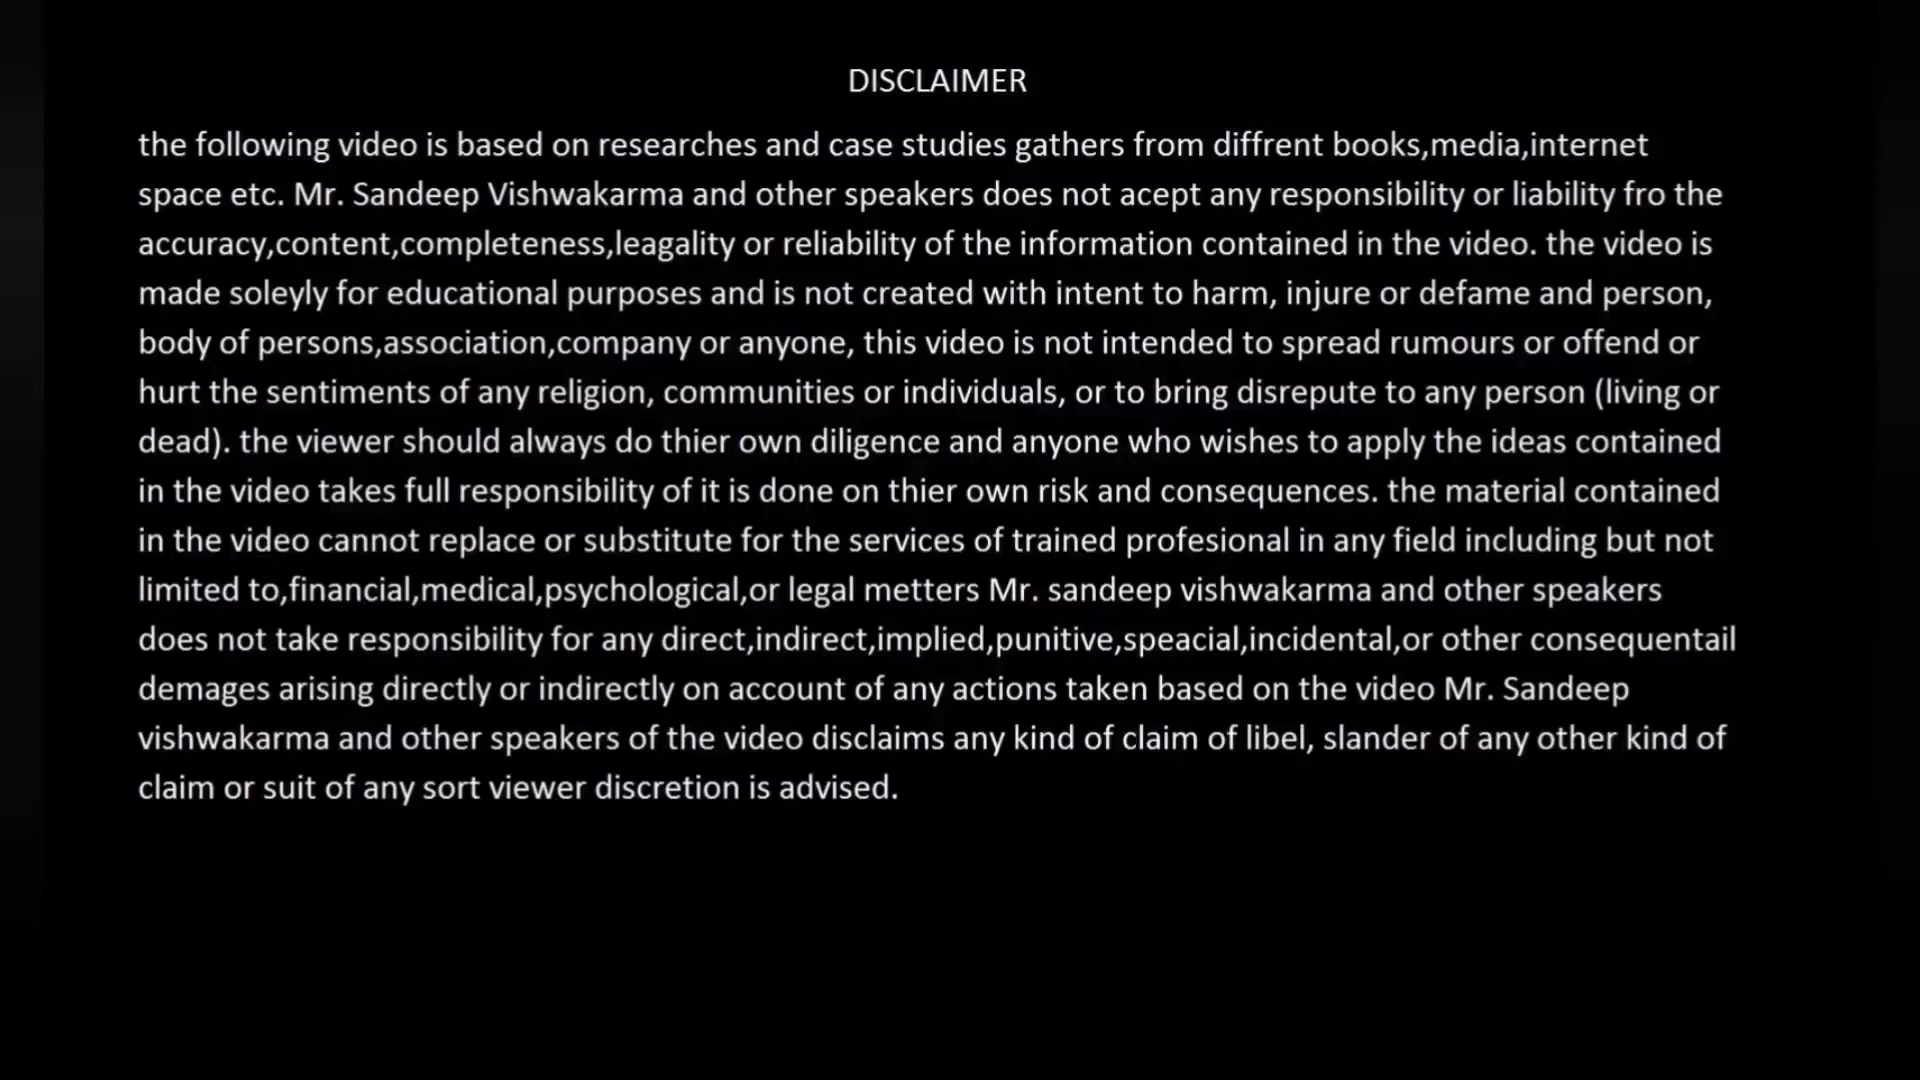 DISCLAIMER
the following video is based on researches and case studies gathers from diffrent books,media,internet
space etc. Mr. Sandeep Vishwakarma and other speakers does not acept any responsibility or liability fro the
accuracy,content,completeness,leagality or reliability of the information contained in the video. the video is
made soleyly for educational purposes and is not created with intent to harm, injure or defame and person,
body of persons,association,company or anyone, this video is not intended to spread rumours or offend or
hurt the sentiments of any religion, communities or individuals, or to bring disrepute to any person (living or
dead). the viewer should always do thier own diligence and anyone who wishes to apply the ideas contained
in the video takes full responsibility of it is done on thier own risk and consequences. the material contained
in the video cannot replace or substitute for the services of trained profesional in any field including but not
limited to,financial,medical,psychological,or legal metters Mr. sandeep vishwakarma and other speakers
does not take responsibility for any direct,indirect,implied,punitive,speacial,incidental,or other consequentail
demages arising directly or indirectly on account of any actions taken based on the video Mr. Sandeep
vishwakarma and other speakers of the video disclaims any kind of claim of libel, slander of any other kind of
claim or suit of any sort viewer discretion is advised.